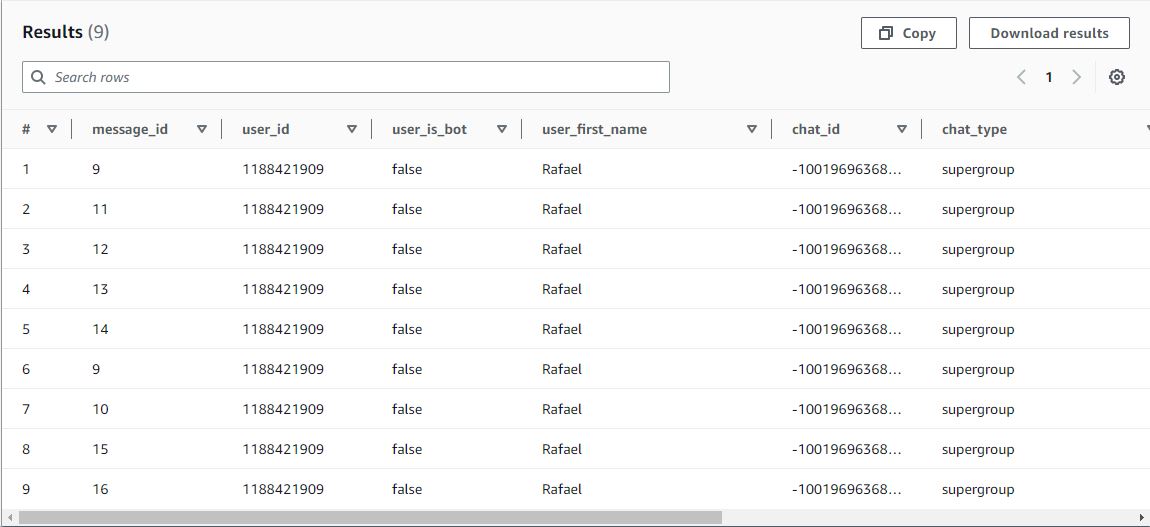 Results (9)
Copy
Download results
Search rows
1
# message_id user_id user_is_bot user_first_name chat_id chat_type
1 9 1188421909 false Rafael -10019696368... supergroup
2 11 1188421909 false Rafael -10019696368... supergroup
3 12 1188421909 false Rafael -10019696368... supergroup
4 13 1188421909 false Rafael -10019696368... supergroup
5 14 1188421909 false Rafael -10019696368... supergroup
6 9 1188421909 false Rafael -10019696368... supergroup
7 10 1188421909 false Rafael -10019696368... supergroup
8 15 1188421909 false Rafael -10019696368... supergroup
9 16 1188421909 false Rafael -10019696368... supergroup